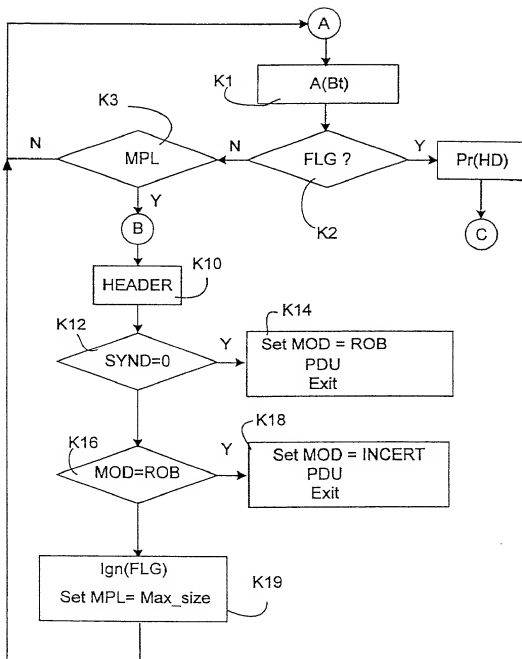 A
K1
A(Bt)
K3
N
MPL
N
FLG ?
Y
Pr(HD)
K2
Y
B
C
K10
HEADER
K12
SYND=0
Y
K14
Set MOD = ROB
PDU
Exit
K16
MOD=ROB
Y
K18
Set MOD = INCERT
PDU
Exit
Ign(FLG)
Set MPL= Max_size
K19